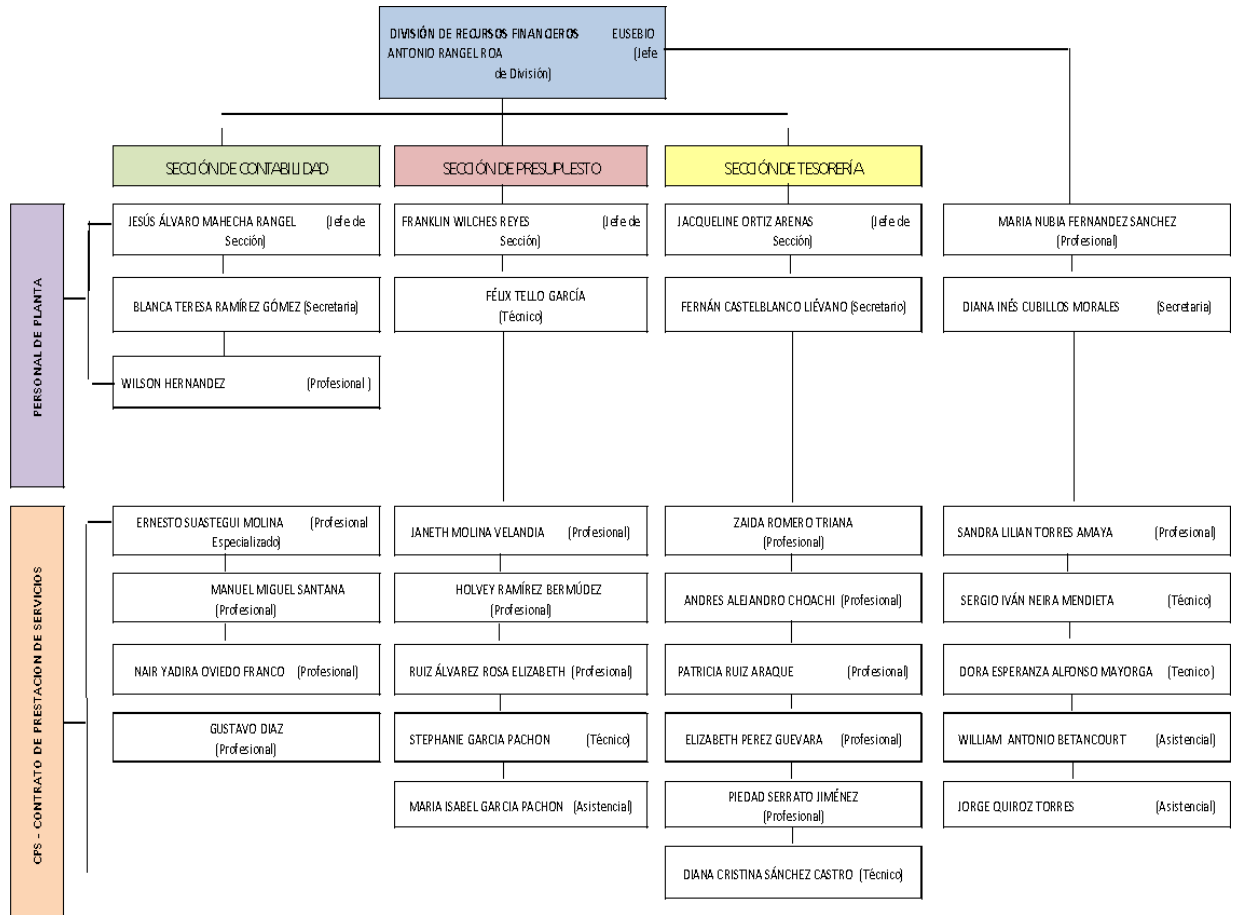 DIVISIÓN DE RECURSOS FINANCIEROS EUSEBIO
ANTONIO RANGEL ROA (Jefe
de División)
SECCIÓN DE CONTABILIDAD
SECCIÓN DE PRESUPUESTO
SECCIÓN DE TESORERÍA
PERSONAL DE PLANTA
JESÚS ÁLVARO MAHECHA RANGEL (Jefe de
Sección)
FRANKLIN WILCHES REYES (Jefe de
Sección)
JACQUELINE ORTIZ ARENAS (Jefe de
Sección)
MARIA NUBIA FERNANDEZ SANCHEZ
(Profesional)
BLANCA TERESA RAMÍREZ GÓMEZ (Secretaria)
FÉLIX TELLO GARCÍA
(Técnico)
FERNÁN CASTELBLANCO LIÉVANO (Secretario)
DIANA INÉS CUBILLOS MORALES (Secretaria)
WILSON HERNANDEZ (Profesional )
CPS - CONTRATO DE PRESTACION DE SERVICIOS
ERNESTO SUASTEGUI MOLINA (Profesional
Especializado)
JANETH MOLINA VELANDIA (Profesional)
ZAIDA ROMERO TRIANA
(Profesional)
SANDRA LILIAN TORRES AMAYA (Profesional)
MANUEL MIGUEL SANTANA
(Profesional)
HOLVEY RAMÍREZ BERMÚDEZ
(Profesional)
ANDRES ALEJANDRO CHOACHI (Profesional)
SERGIO IVÁN NEIRA MENDIETA (Técnico)
NAIR YADIRA OVIEDO FRANCO (Profesional)
RUIZ ÁLVAREZ ROSA ELIZABETH (Profesional)
PATRICIA RUIZ ARAQUE (Profesional)
DORA ESPERANZA ALFONSO MAYORGA (Tecnico )
GUSTAVO DIAZ
(Profesional)
STEPHANIE GARCIA PACHON (Técnico)
ELIZABETH PEREZ GUEVARA (Profesional)
WILLIAM ANTONIO BETANCOURT (Asistencial)
MARIA ISABEL GARCIA PACHON (Asistencial)
PIEDAD SERRATO JIMÉNEZ
(Profesional)
JORGE QUIROZ TORRES (Asistencial)
DIANA CRISTINA SÁNCHEZ CASTRO (Técnico)